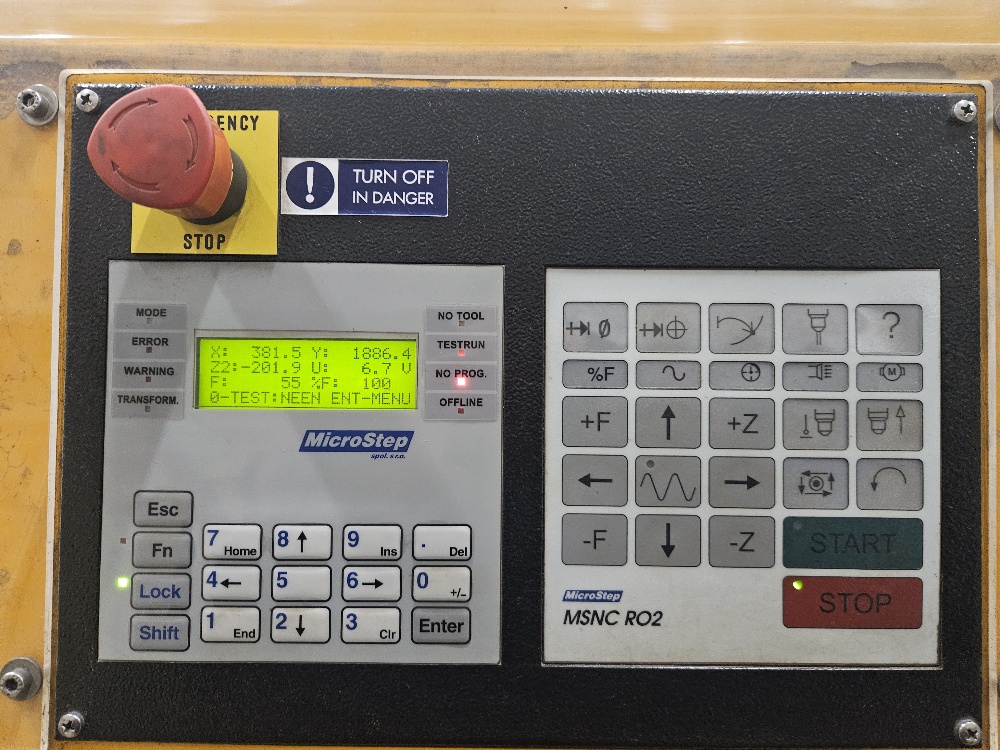 ENCY
STOP
TURN OFF
IN DANGER
MODE
ERROR
WARNING
TRANSFORM.
X: 381.5 Y: 1886.4
Z2:-201.9 U: 6.7 V
F: 55 %F: 100
0-TEST:NEEN ENT-MENU
NO TOOL
TESTRUN
NO PROG.
OFFLINE
MicroStep
spol. s r.o.
Esc
Fn
Lock
Shift
7 Home
8 ↑
9 Ins
. Del
4 ←
5
6 →
0 +/-
1 End
2 ↓
3 Clr
Enter
0
?
%F
M
+F
↑
+Z
←
→
-F
↓
-Z
START
STOP
MicroStep
MSNC RO2